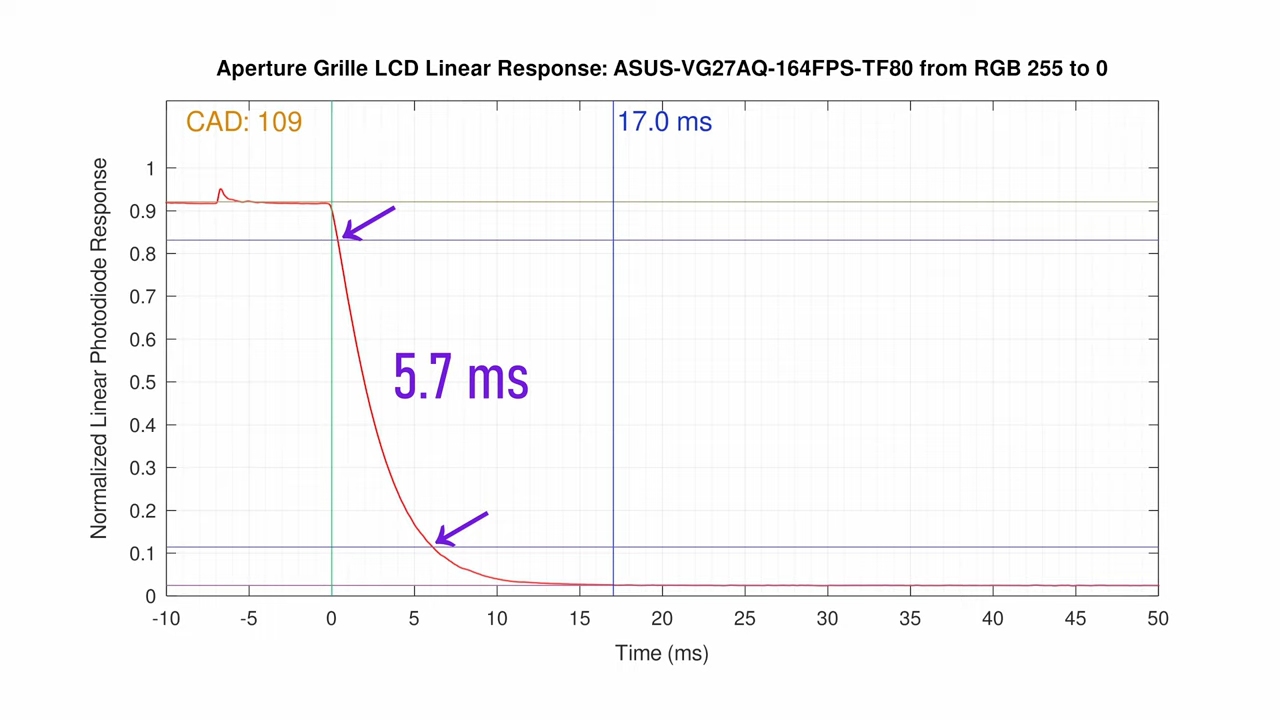 Aperture Grille LCD Linear Response: ASUS-VG27AQ-164FPS-TF80 from RGB 255 to 0
CAD: 109
17.0 ms
5.7 ms
Normalized Linear Photodiode Response
1
0.9
0.8
0.7
0.6
0.5
0.4
0.3
0.2
0.1
0
-10 -5 0 5 10 15 20 25 30 35 40 45 50
Time (ms)